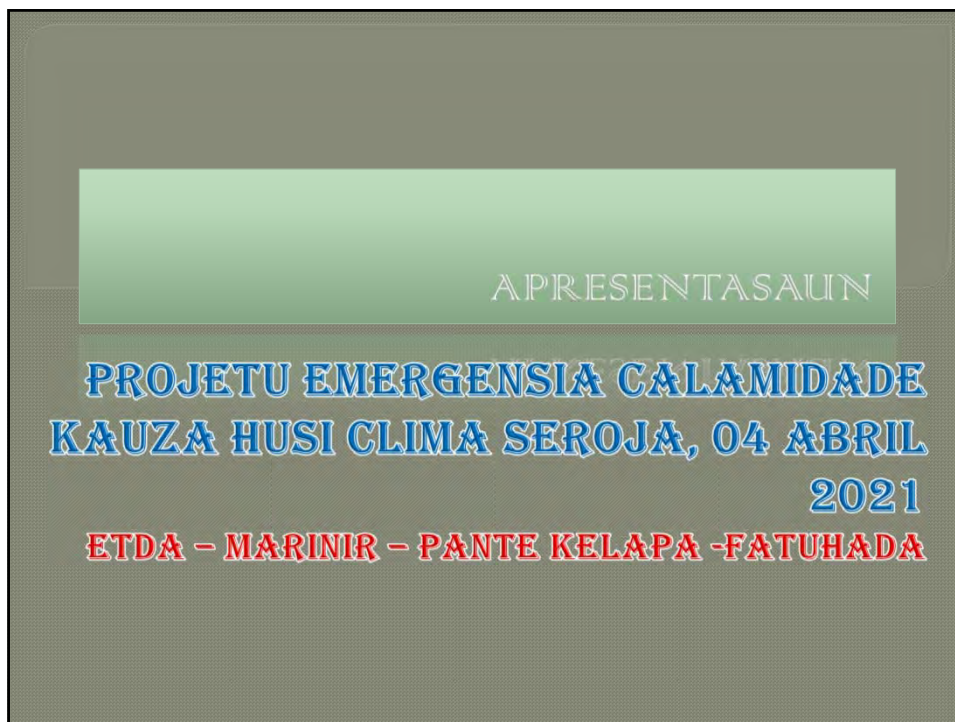 APRESENTASAUN
PROJETU EMERGENSIA CALAMIDADE
KAUZA HUSI CLIMA SEROJA, 04 ABRIL
2021
ETDA – MARINIR – PANTE KELAPA -FATUHADA